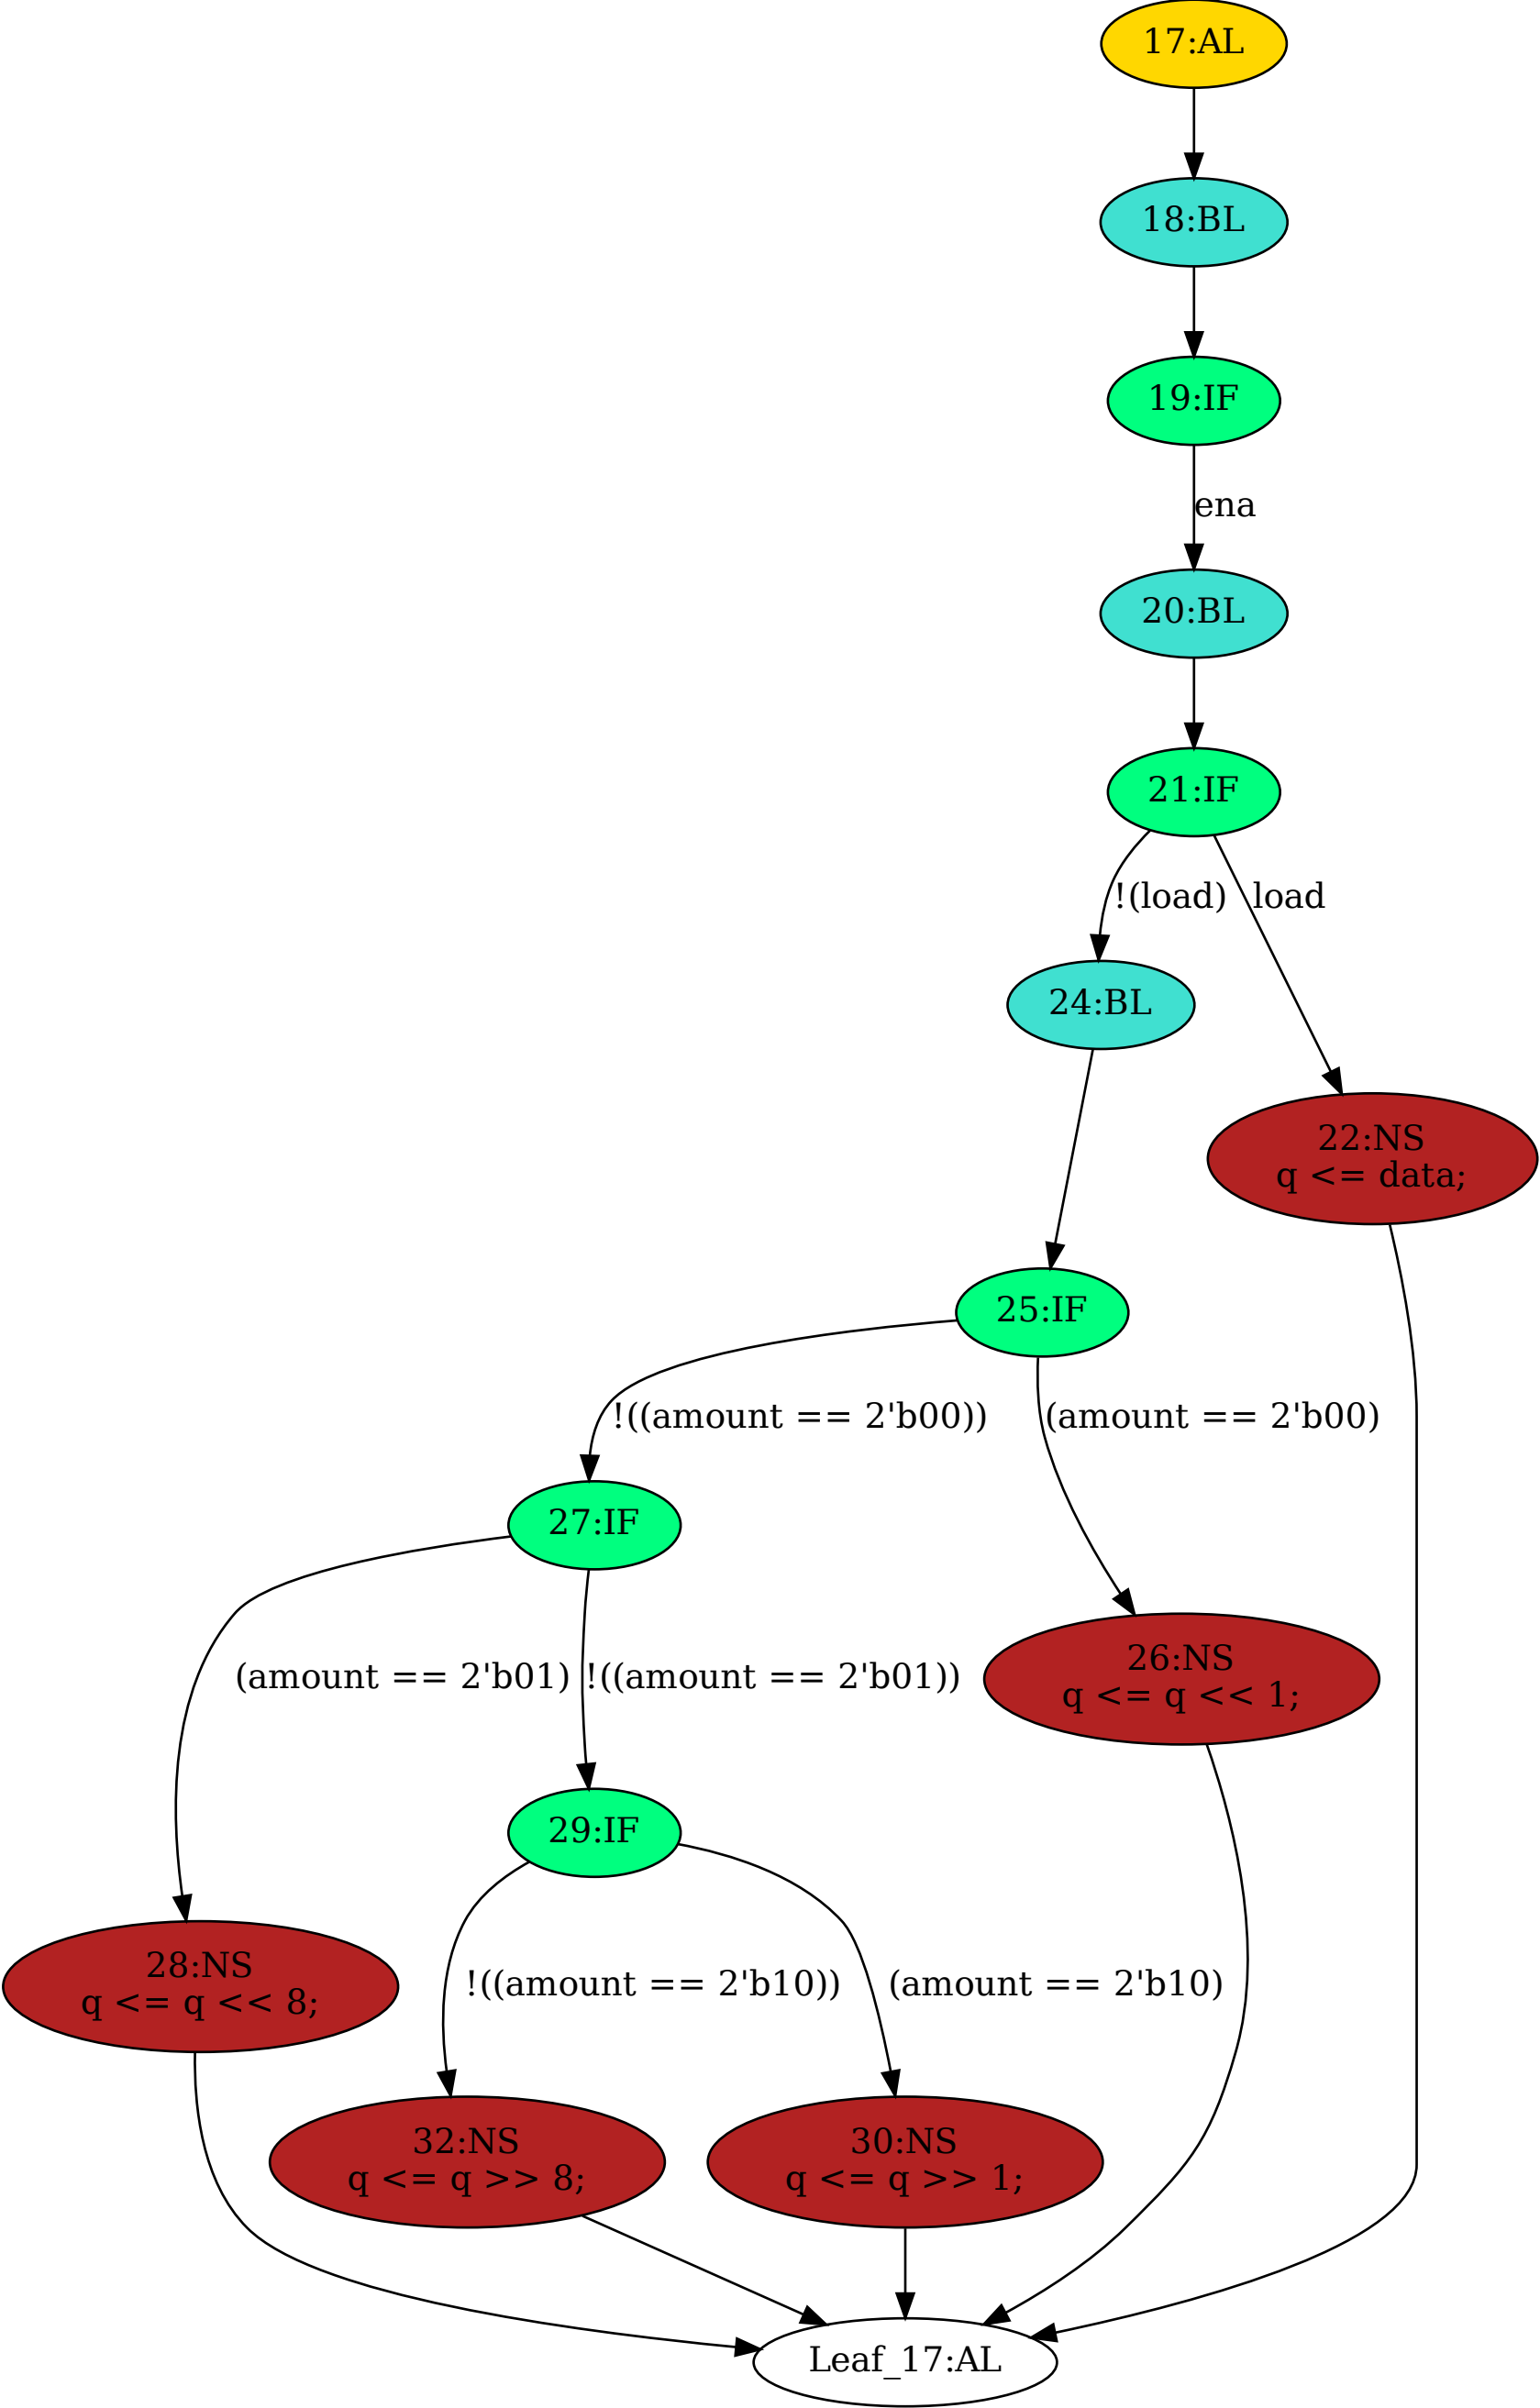 17:AL
18:BL
19:IF
ena
20:BL
21:IF
!(load)
load
24:BL
22:NS
q <= data;
25:IF
!((amount == 2'b00))
(amount == 2'b00)
27:IF
(amount == 2'b01)
!((amount == 2'b01))
26:NS
q <= q << 1;
29:IF
28:NS
q <= q << 8;
!((amount == 2'b10))
(amount == 2'b10)
32:NS
q <= q >> 8;
30:NS
q <= q >> 1;
Leaf_17:AL